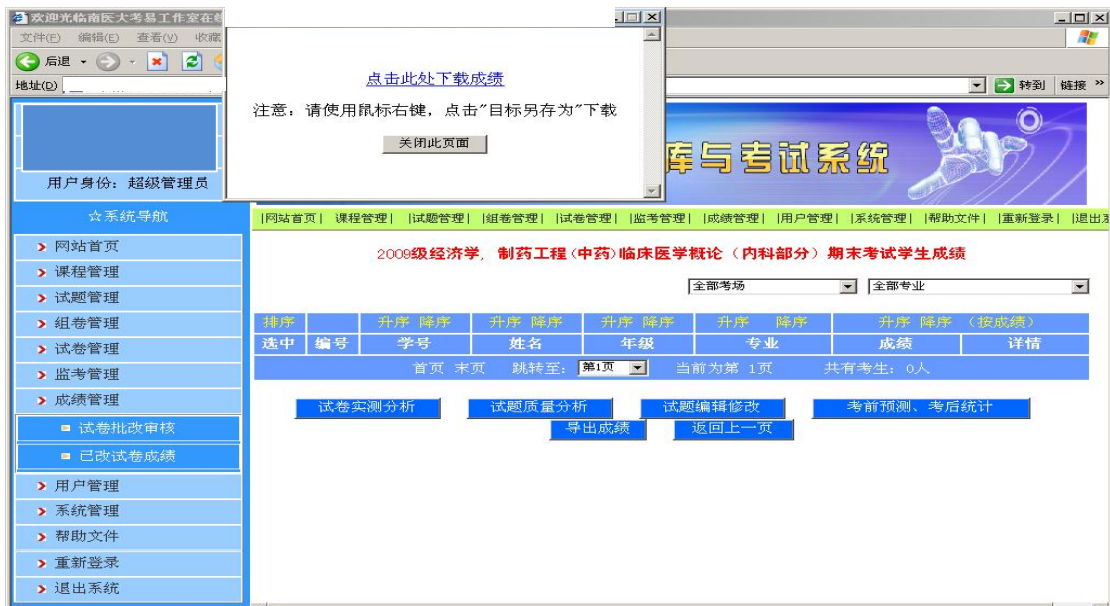 欢迎光临南医大考易工作室在
文件(F) 编辑(E) 查看(V) 收藏
后退
地址(D)
转到 链接 »
点击此处下载成绩
注意：请使用鼠标右键，点击"目标另存为"下载
关闭此页面
库与考试系统
用户身份：超级管理员
☆系统导航
|网站首页| 课程管理| |试题管理| |组卷管理| |试卷管理| |监考管理| |成绩管理| |用户管理| |系统管理| |帮助文件| |重新登录| |退出
网站首页
课程管理
试题管理
组卷管理
试卷管理
监考管理
成绩管理
试卷批改审核
已改试卷成绩
用户管理
系统管理
帮助文件
重新登录
退出系统
2009级经济学，制药工程(中药)临床医学概论（内科部分）期末考试学生成绩
全部考场 全部专业
排序 升序 降序 升序 降序 升序 降序 升序 降序 升序 降序 （按成绩）
选中 编号 学号 姓名 年级 专业 成绩 详情
首页 末页 跳转至： 第1页 当前为第 1页 共有考生：0人
试卷实测分析 试题质量分析 试题编辑修改 考前预测、考后统计
导出成绩 返回上一页